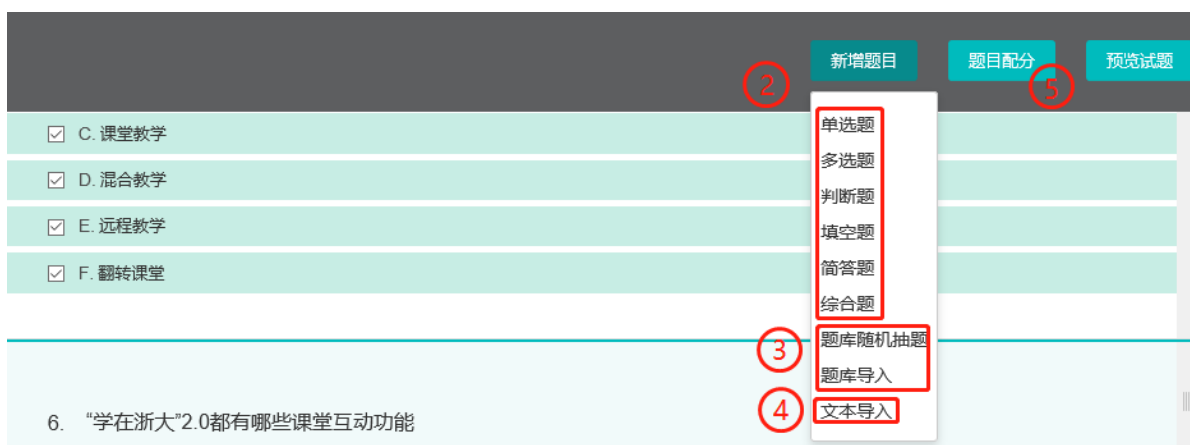 新增题目 题目配分 预览试题
② ⑤
单选题
C. 课堂教学
多选题
D. 混合教学
判断题
E. 远程教学
填空题
简答题
F. 翻转课堂
综合题
③ 题库随机抽题
题库导入
④ 文本导入
6. “学在浙大”2.0都有哪些课堂互动功能